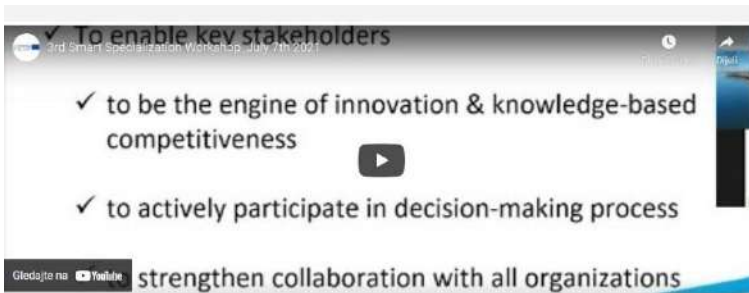 ✓ To enable key stakeholders
3rd Smart Specialization Workshop, July 7th 2021
Dijeli
✓ to be the engine of innovation & knowledge-based
competitiveness
✓ to actively participate in decision-making process
Gledajte na YouTube
strengthen collaboration with all organizations